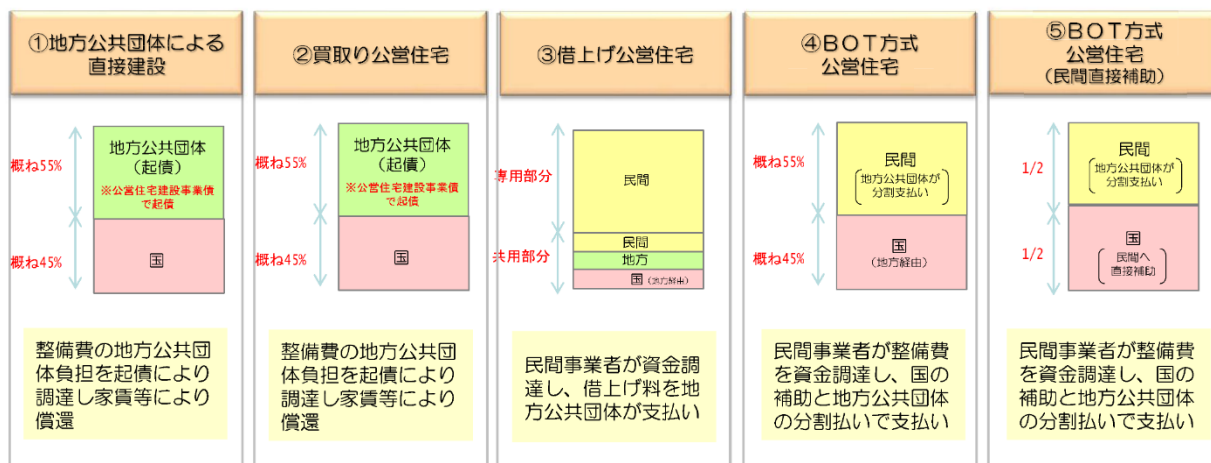 ①地方公共団体による
直接建設
概ね55%
地方公共団体
(起債)
※公営住宅建設事業債
で起債
概ね45%
国
整備費の地方公共団
体負担を起債により
調達し家賃等により
償還
②買取り公営住宅
概ね55%
地方公共団体
(起債)
※公営住宅建設事業債
で起債
概ね45%
国
整備費の地方公共団
体負担を起債により
調達し家賃等により
償還
③借上げ公営住宅
専用部分
民間
共用部分
民間
地方
国(地方経由)
民間事業者が資金調
達し、借上げ料を地
方公共団体が支払い
④BOT方式
公営住宅
概ね55%
民間
(地方公共団体が
分割支払い)
概ね45%
国
(地方経由)
民間事業者が整備費
を資金調達し、国の
補助と地方公共団体
の分割払いで支払い
⑤BOT方式
公営住宅
(民間直接補助)
1/2
民間
(地方公共団体が
分割支払い)
1/2
国
(民間へ
直接補助)
民間事業者が整備費
を資金調達し、国の
補助と地方公共団体
の分割払いで支払い